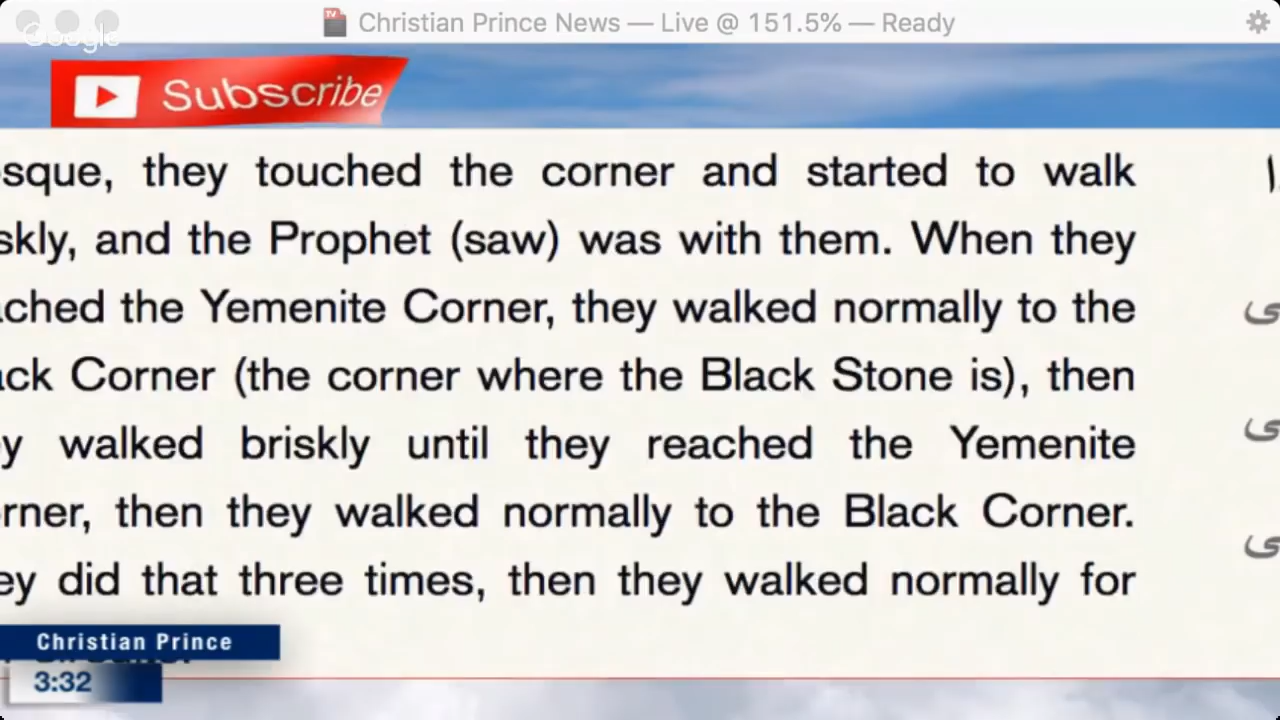 Christian Prince News — Live @ 151.5% — Ready
Google
Subscribe
sque, they touched the corner and started to walk
skly, and the Prophet (saw) was with them. When they
ched the Yemenite Corner, they walked normally to the
ck Corner (the corner where the Black Stone is), then
y walked briskly until they reached the Yemenite
rner, then they walked normally to the Black Corner.
ey did that three times, then they walked normally for
Christian Prince
3:32